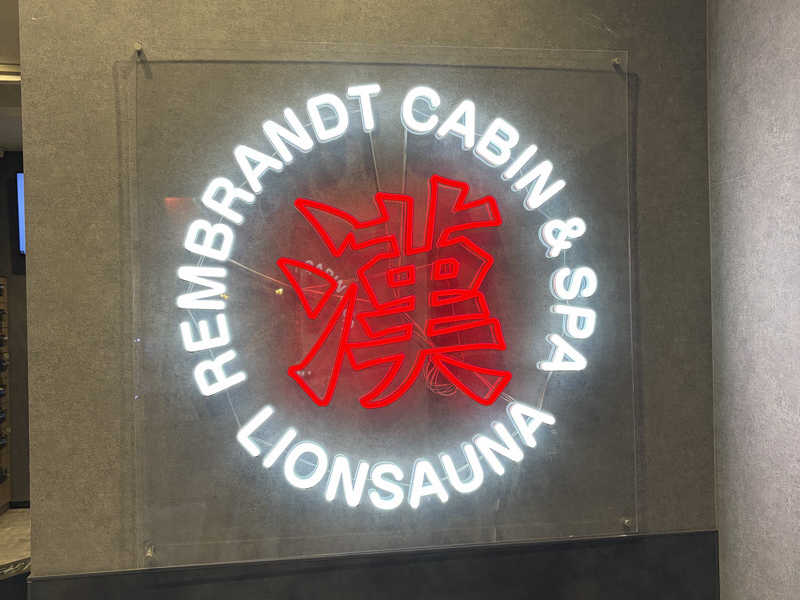 REMBRANDT CABIN & SPA
漢
LIONSAUNA